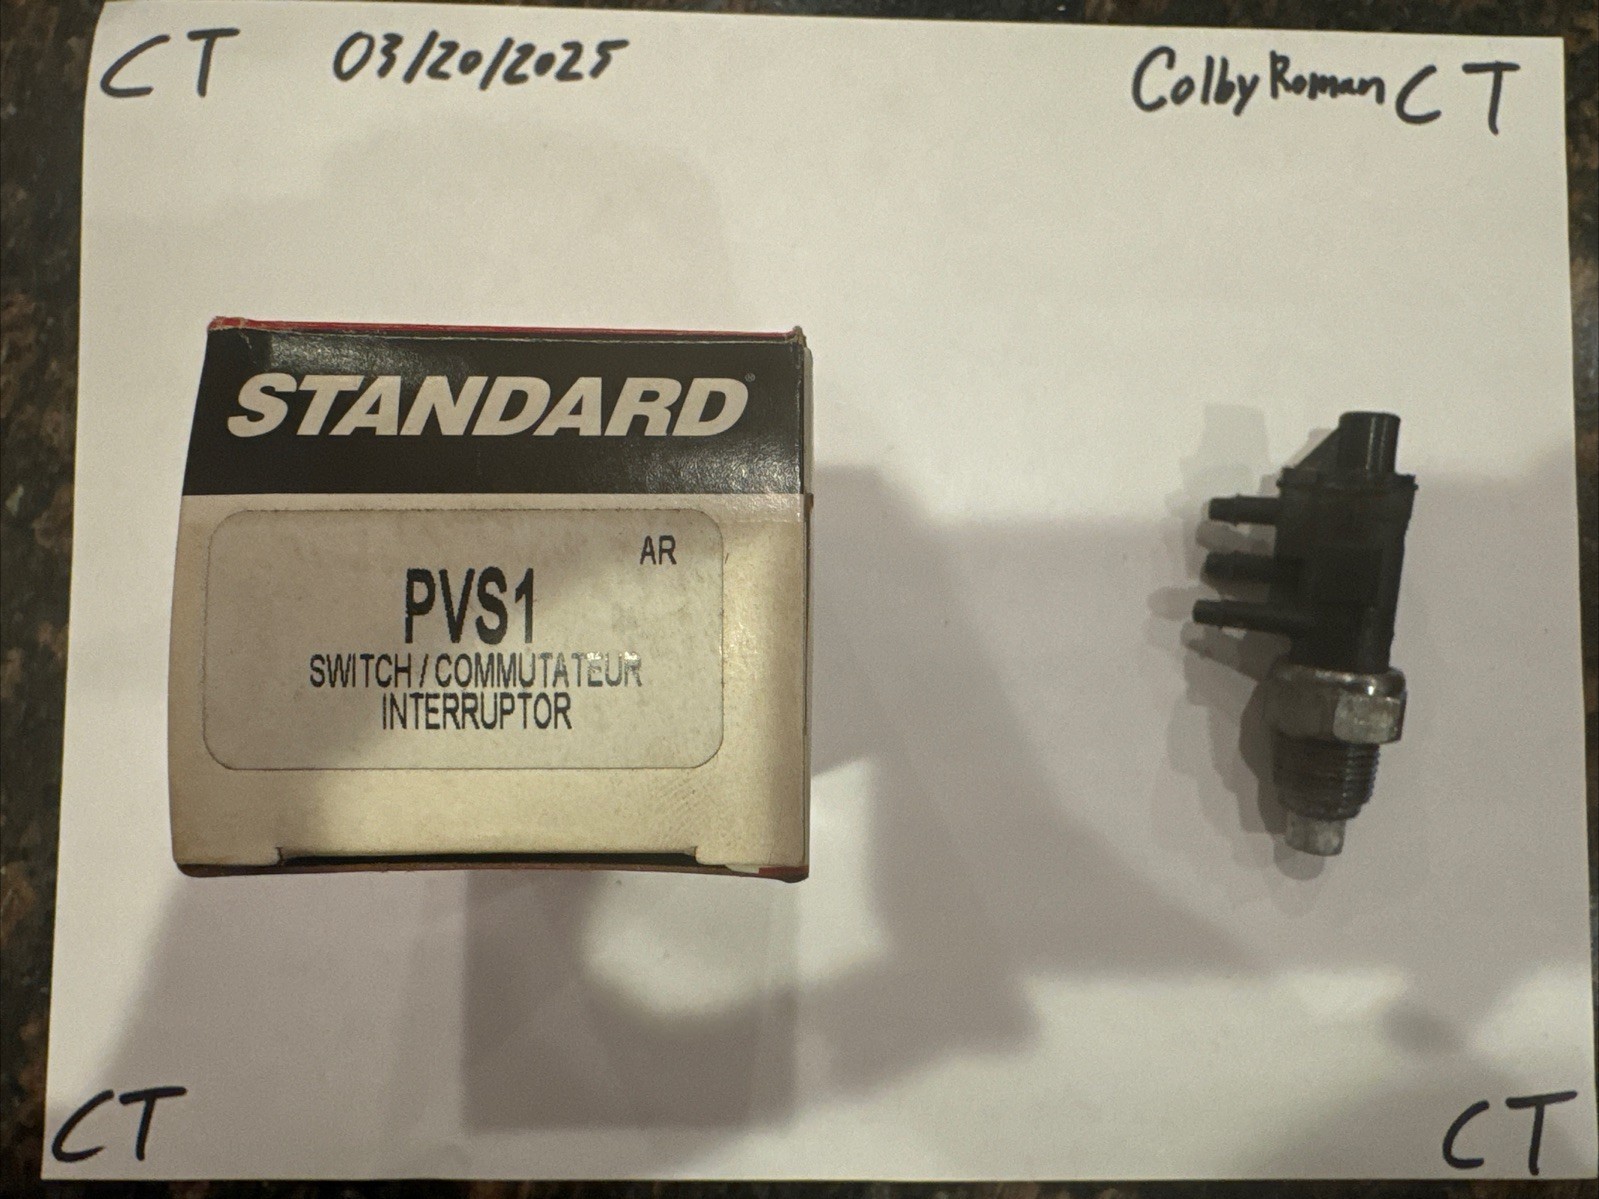 CT 03/20/2025 Colby Roman CT
STANDARD®
AR
PVS1
SWITCH / COMMUTATEUR
INTERRUPTOR
CT CT